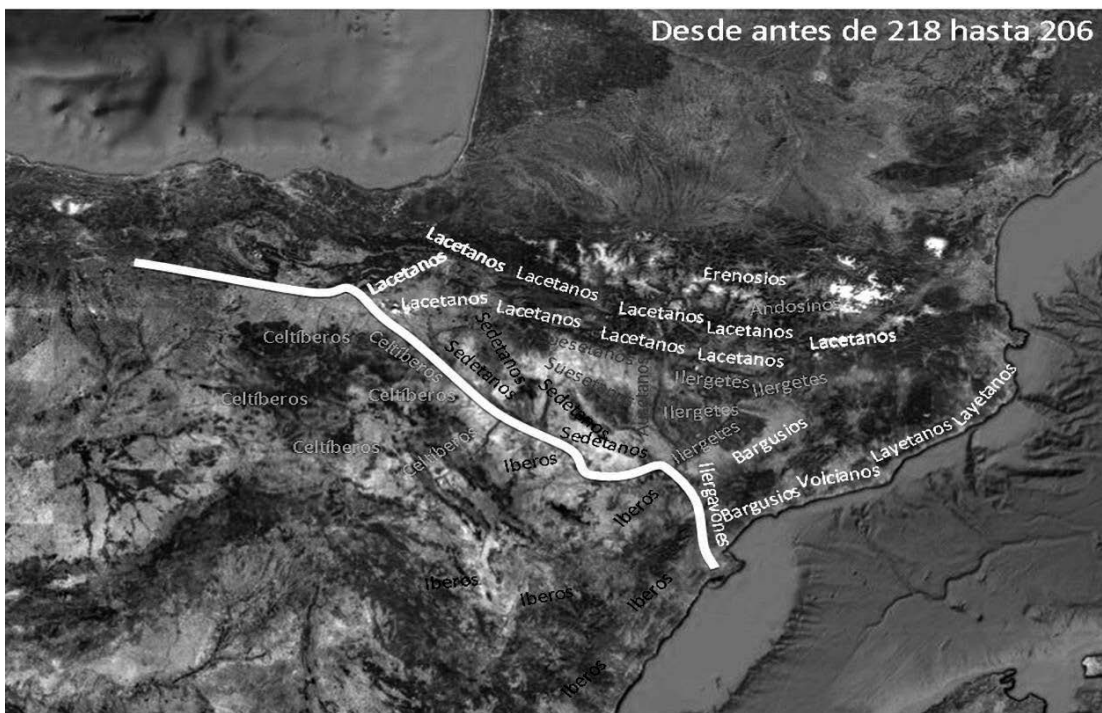 Desde antes de 218 hasta 206
Lacetanos
Lacetanos
Lacetanos
Erenosios
Andosinos
Lacetanos
Lacetanos
Lacetanos
Lacetanos
Lacetanos
Lacetanos
Lacetanos
Celtíberos
Celtíberos
Sedetanos
Sedetanos
Ilergetes
Ilergetes
Celtíberos
Celtíberos
Sedetanos
Ilergetes
Celtíberos
Celtíberos
Sedetanos
Ilergetes
Bargusios
Layetanos
Layetanos
Iberos
Ilergavones
Volcianos
Bargusios
Iberos
Iberos
Iberos
Iberos
Iberos